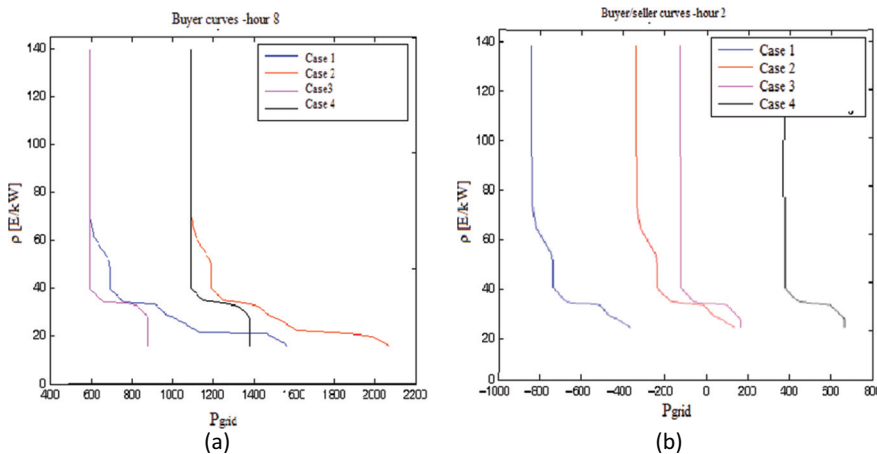 Buyer curves -hour 8
140
120
100
80
60
40
20
0
ρ [E/kW]
Case 1
Case 2
Case3
Case 4
400 600 800 1000 1200 1400 1600 1800 2000 2200
Pgrid
(a)
Buyer/seller curves -hour 2
140
120
100
80
60
40
20
0
ρ [E/kW]
Case 1
Case 2
Case 3
Case 4
-1000 -800 -600 -400 -200 0 200 400 600 800
Pgrid
(b)